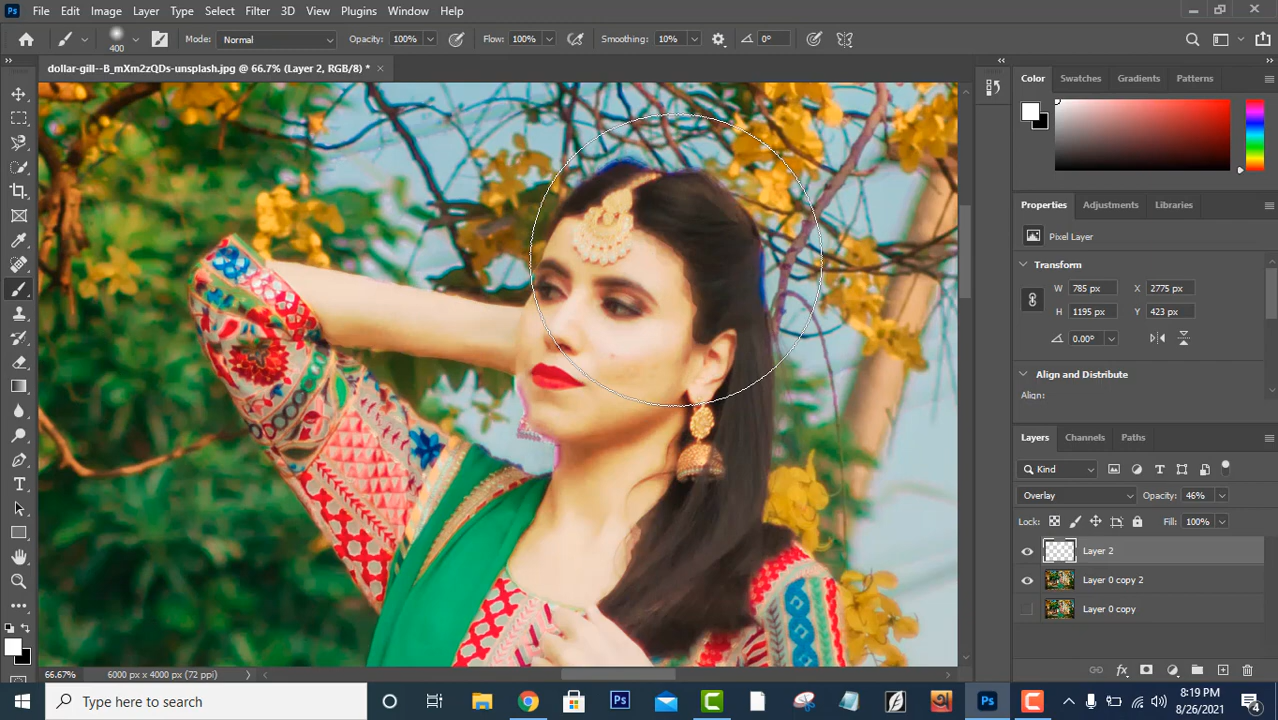 Ps File Edit Image Layer Type Select Filter 3D View Plugins Window Help
400 Mode: Normal Opacity: 100% Flow: 100% Smoothing: 10% 0°
dollar-gill--B_mXm2zQDs-unsplash.jpg @ 66.7% (Layer 2, RGB/8) *
Color Swatches Gradients Patterns
Properties Adjustments Libraries
Pixel Layer
Transform
W 785 px X 2775 px
H 1195 px Y 423 px
0.00°
Align and Distribute
Align:
Layers Channels Paths
Kind
Overlay Opacity: 46%
Lock: Fill: 100%
Layer 2
Layer 0 copy 2
Layer 0 copy
66.67% 6000 px x 4000 px (72 ppi)
Type here to search
Ps
8:19 PM
8/26/2021
4